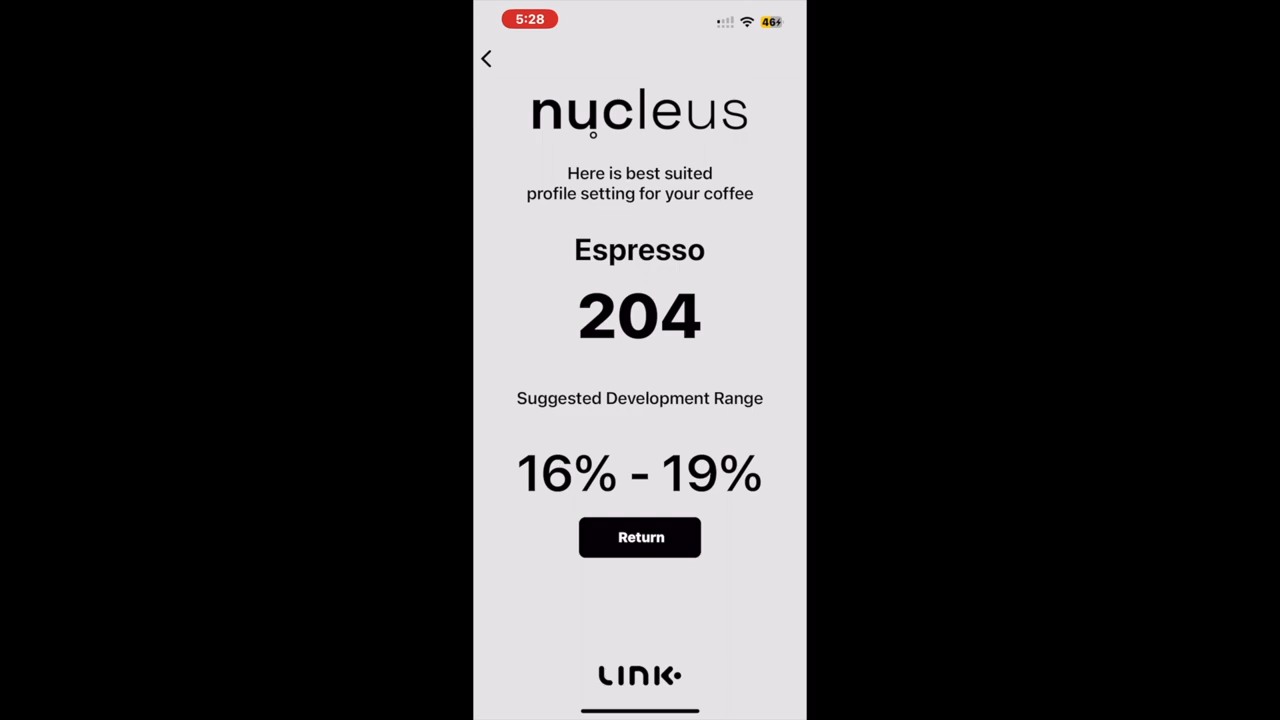 5:28
46
nucleus
Here is best suited
profile setting for your coffee
Espresso
204
Suggested Development Range
16% - 19%
Return
LINK